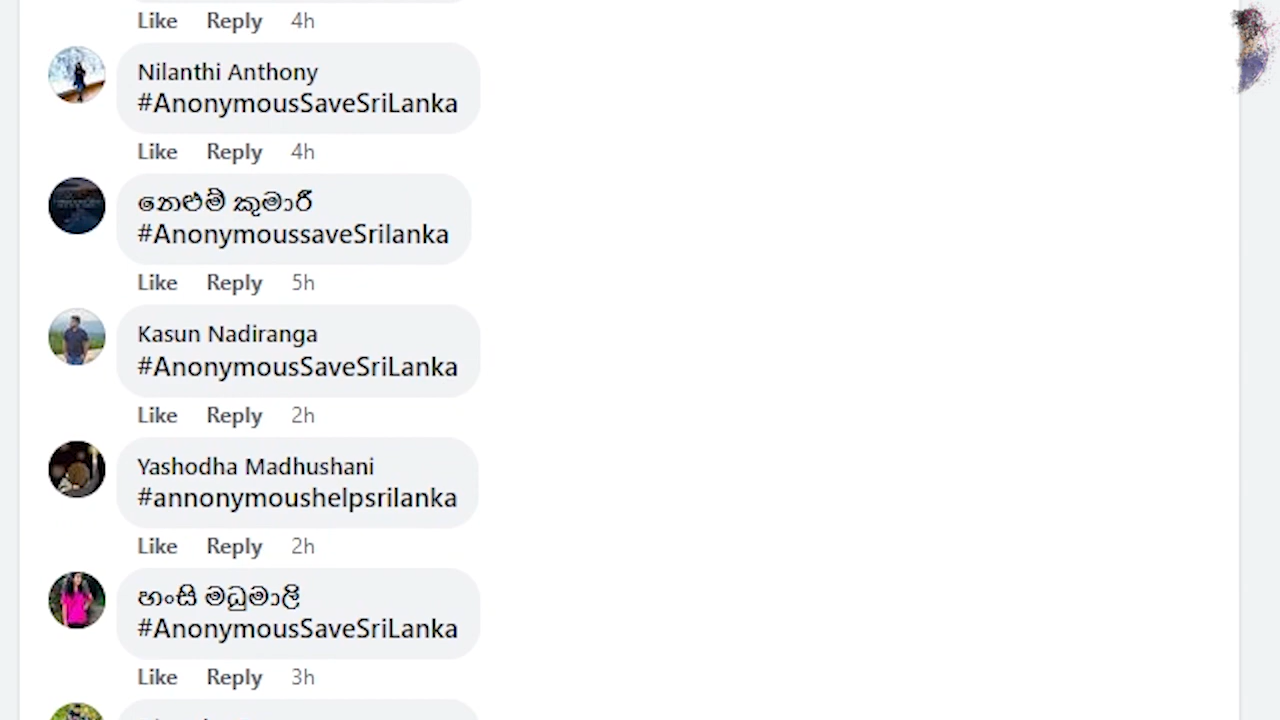 Like Reply 4h
Nilanthi Anthony
#AnonymousSaveSriLanka
Like Reply 4h
නෙළුම් කුමාරී
#AnonymoussaveSrilanka
Like Reply 5h
Kasun Nadiranga
#AnonymousSaveSriLanka
Like Reply 2h
Yashodha Madhushani
#annonymoushelpsrilanka
Like Reply 2h
හංසි මධුමාලි
#AnonymousSaveSriLanka
Like Reply 3h